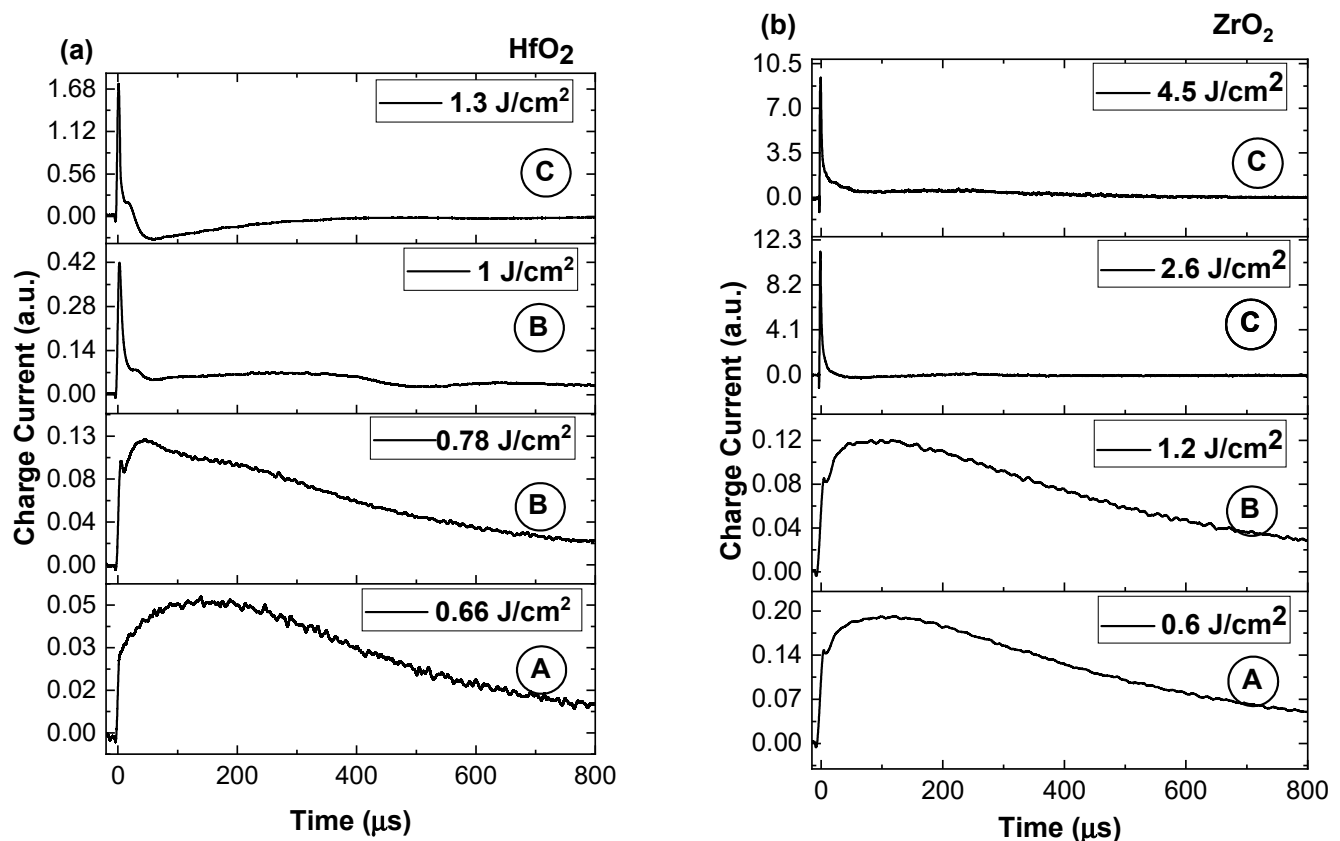 (a)
HfO₂
1.68
1.12
0.56
0.00
1.3 J/cm²
C
0.42
0.28
0.14
0.00
1 J/cm²
B
0.13
0.08
0.04
0.00
0.78 J/cm²
B
0.05
0.03
0.02
0.00
0.66 J/cm²
A
Charge Current (a.u.)
0 200 400 600 800
Time (μs)
(b)
ZrO₂
10.5
7.0
3.5
0.0
4.5 J/cm²
C
12.3
8.2
4.1
0.0
2.6 J/cm²
C
0.12
0.08
0.04
0.00
1.2 J/cm²
B
0.20
0.14
0.07
0.00
0.6 J/cm²
A
Charge Current (a.u.)
0 200 400 600 800
Time (μs)